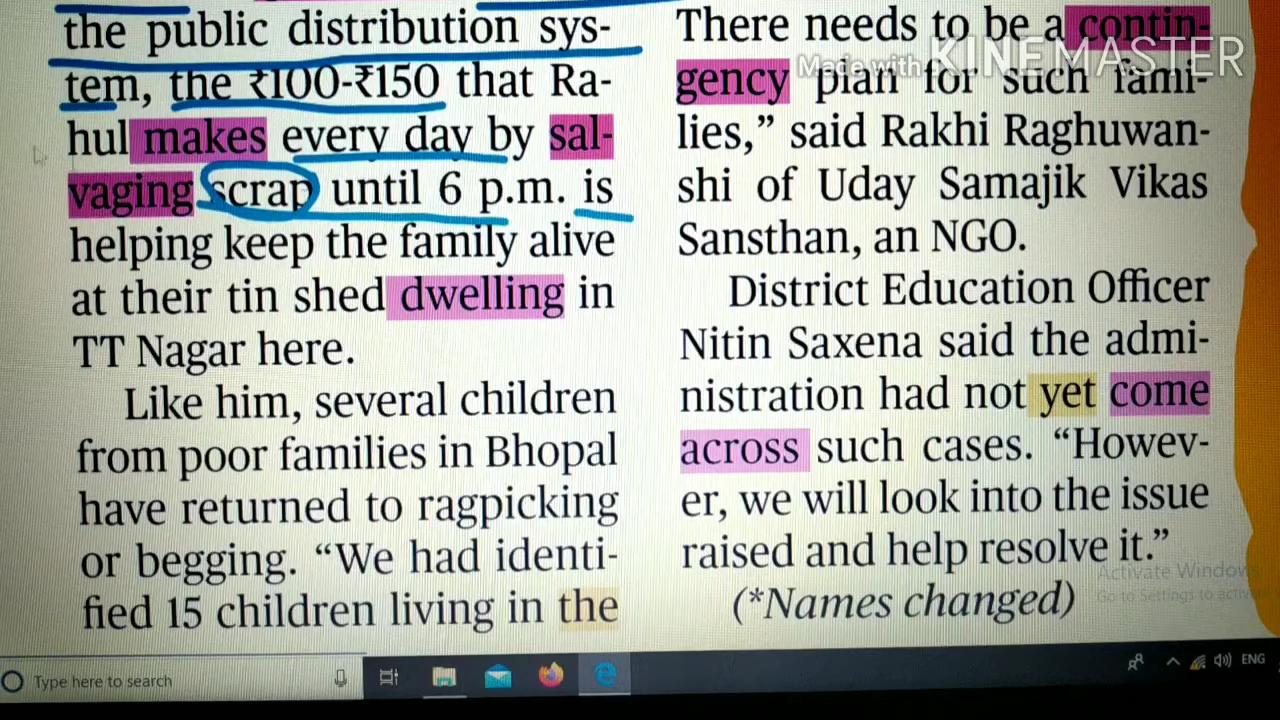 the public distribution sys-
tem, the ₹100-₹150 that Ra-
hul makes every day by sal-
vaging scrap until 6 p.m. is
helping keep the family alive
at their tin shed dwelling in
TT Nagar here.
Like him, several children
from poor families in Bhopal
have returned to ragpicking
or begging. “We had identi-
fied 15 children living in the
There needs to be a contin-
gency plan for such fami-
lies,” said Rakhi Raghuwan-
shi of Uday Samajik Vikas
Sansthan, an NGO.
District Education Officer
Nitin Saxena said the admi-
nistration had not yet come
across such cases. “Howev-
er, we will look into the issue
raised and help resolve it.”
(*Names changed)
Made with KINEMASTER
Activate Windows
Go to Settings to activate
Type here to search
ENG